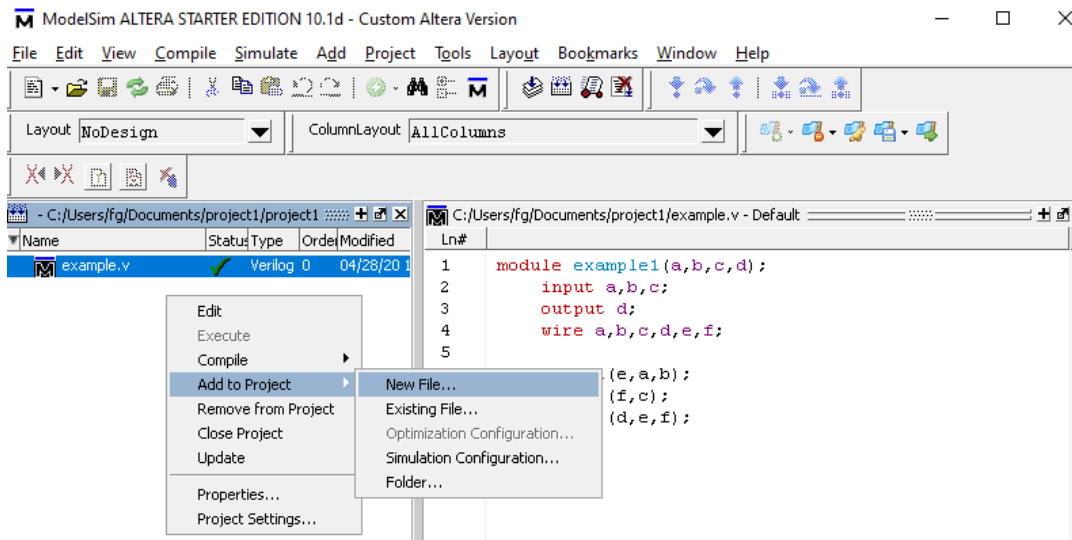 ModelSim ALTERA STARTER EDITION 10.1d - Custom Altera Version
File Edit View Compile Simulate Add Project Tools Layout Bookmarks Window Help
Layout NoDesign ColumnLayout AllColumns
- C:/Users/fg/Documents/project1/project1
Name Status Type Order Modified
example.v Verilog 0 04/28/20 1
Edit
Execute
Compile
Add to Project
Remove from Project
Close Project
Update
Properties...
Project Settings...
New File...
Existing File...
Optimization Configuration...
Simulation Configuration...
Folder...
C:/Users/fg/Documents/project1/example.v - Default
Ln#
1 module example1(a,b,c,d);
2 input a,b,c;
3 output d;
4 wire a,b,c,d,e,f;
5
(e,a,b);
(f,c);
(d,e,f);